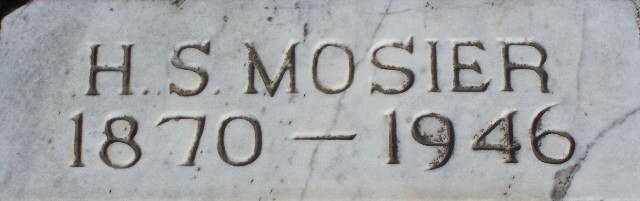 H. S. MOSIER
1870 — 1946